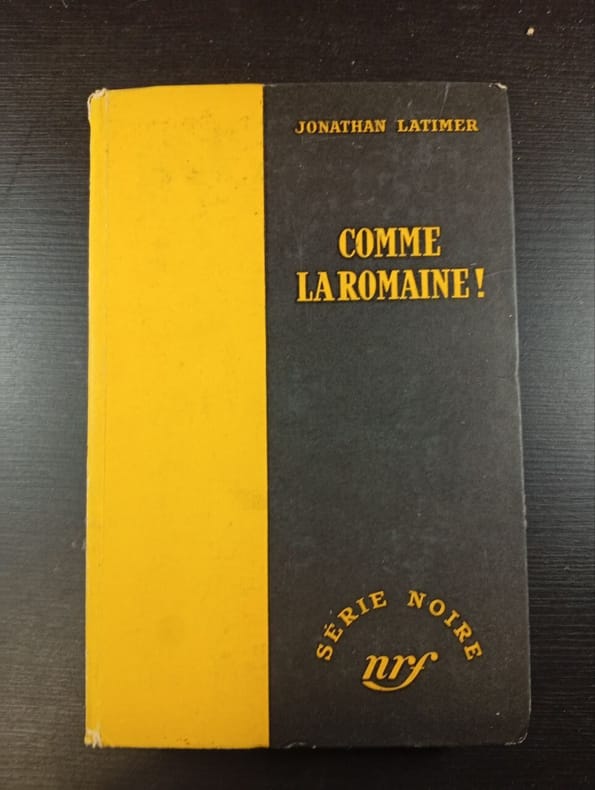 JONATHAN LATIMER
COMME
LA ROMAINE !
SÉRIE NOIRE
nrf